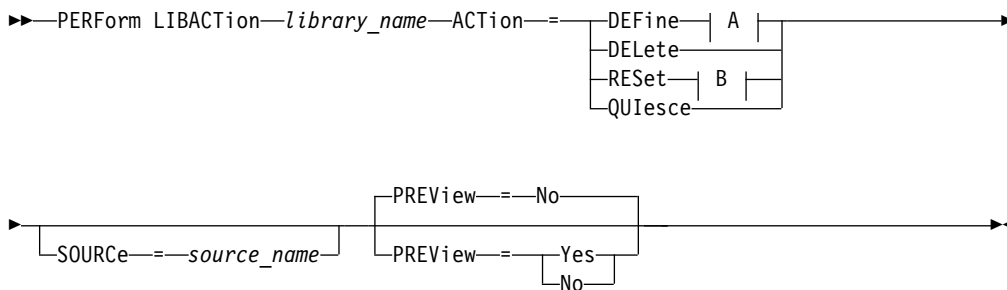 PERForm LIBACTion library_name ACTion = DEFine A
DELete
RESet B
QUIesce
PREView = No
SOURCe = source_name
PREView = Yes
No